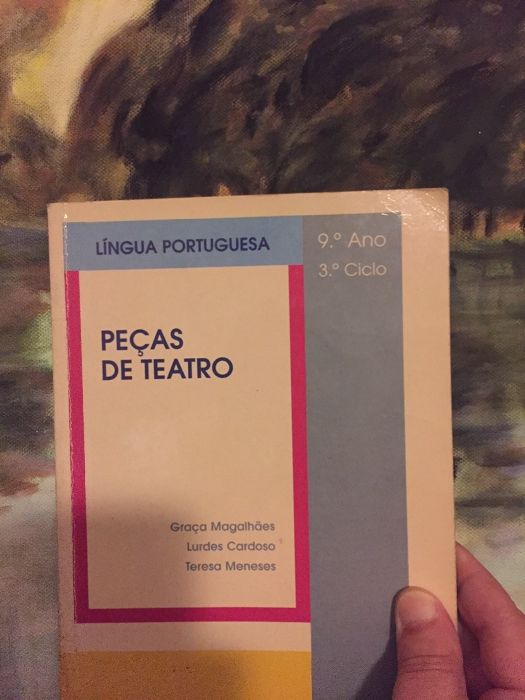 LÍNGUA PORTUGUESA
9.º Ano
3.º Ciclo
PEÇAS
DE TEATRO
Graça Magalhães
Lurdes Cardoso
Teresa Meneses